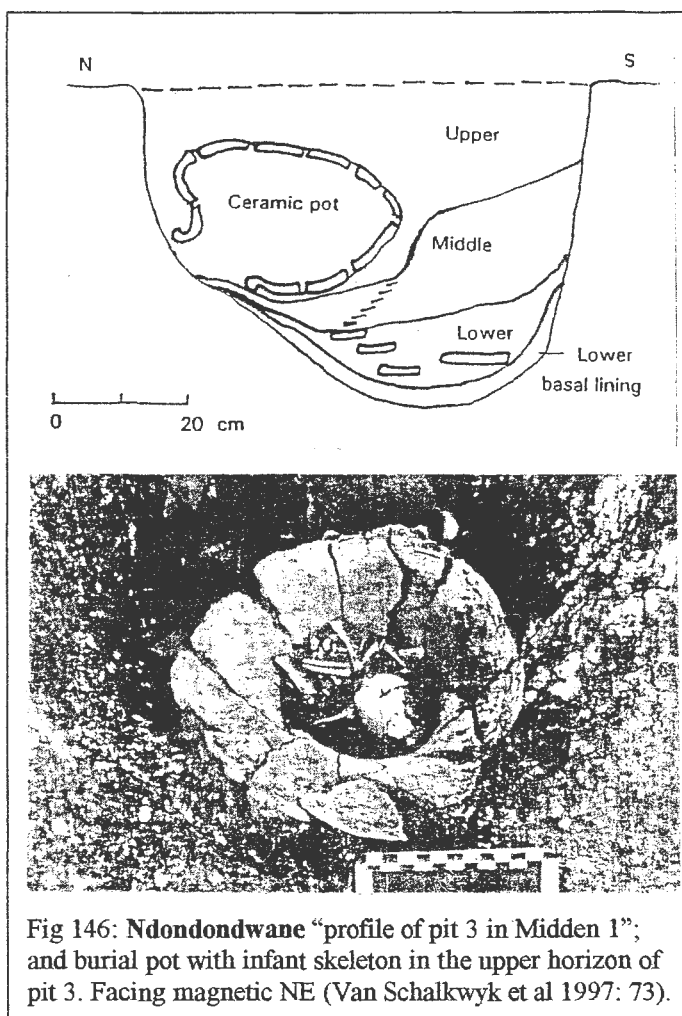 N
S
Upper
Ceramic pot
Middle
Lower
Lower
basal lining
0 20 cm
Fig 146: Ndondondwane “profile of pit 3 in Midden 1”;
and burial pot with infant skeleton in the upper horizon of
pit 3. Facing magnetic NE (Van Schalkwyk et al 1997: 73).